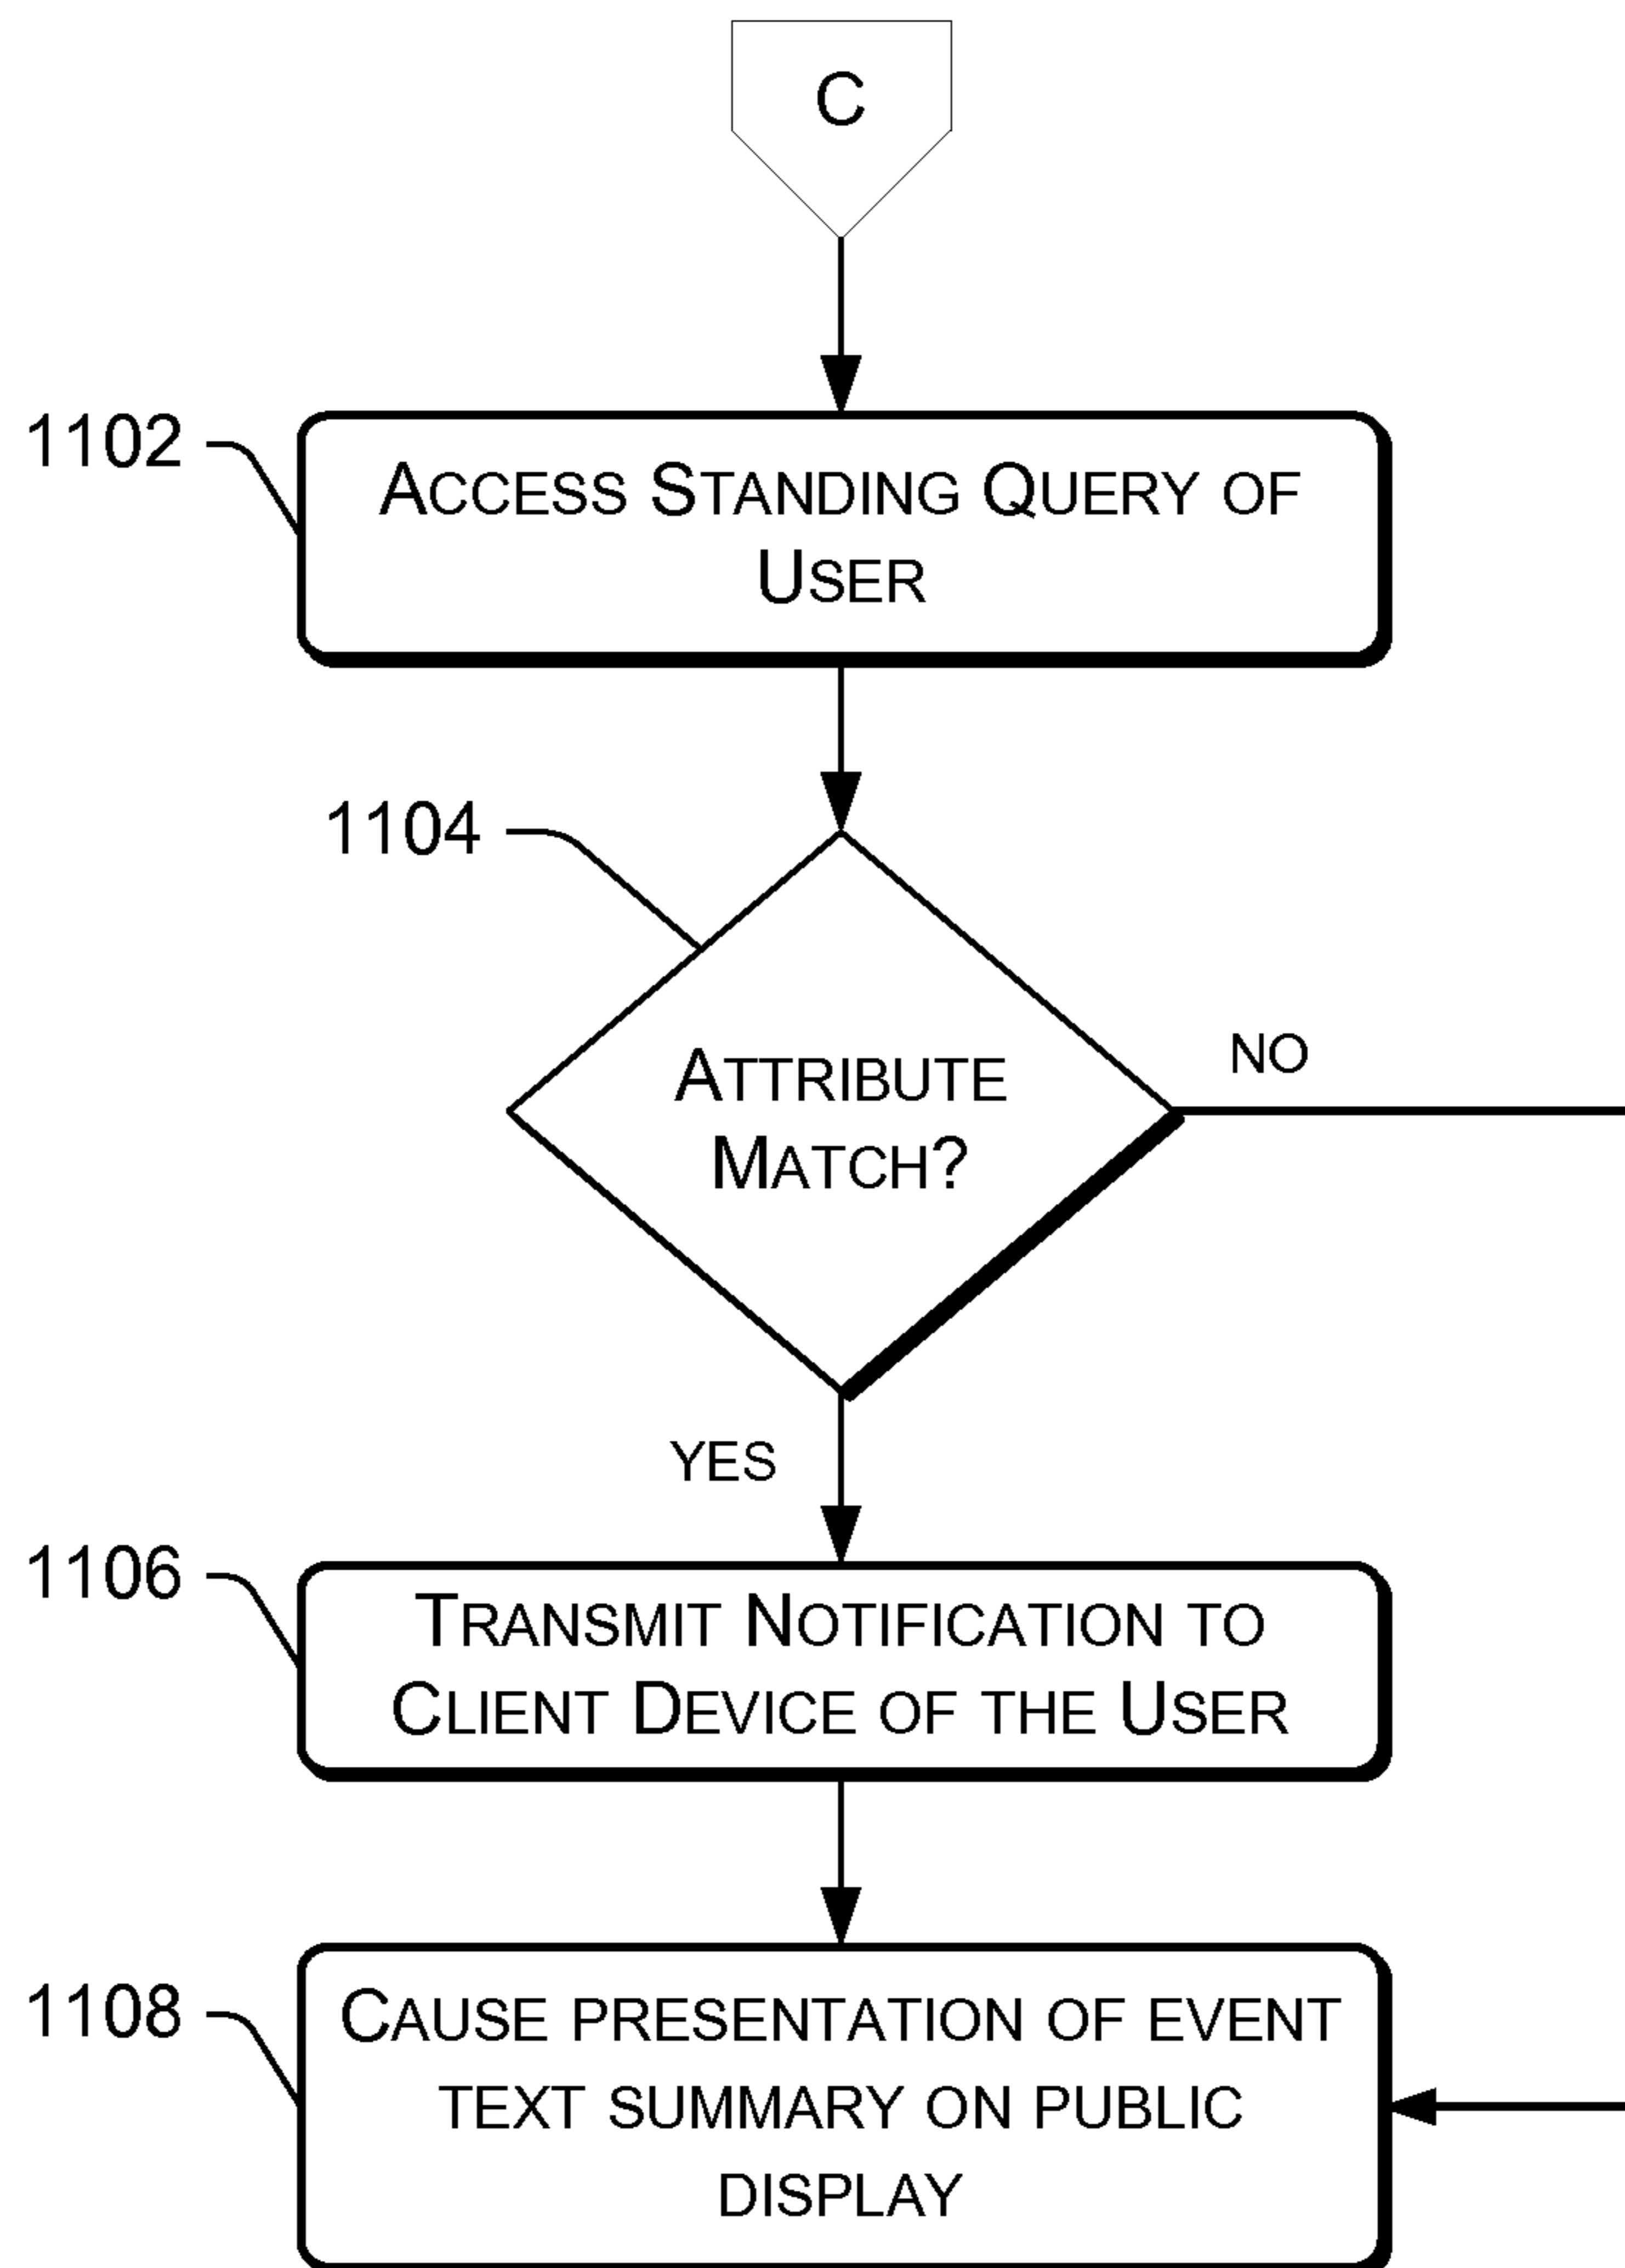 C
1102
ACCESS STANDING QUERY OF
USER
1104
ATTRIBUTE
MATCH?
NO
YES
1106
TRANSMIT NOTIFICATION TO
CLIENT DEVICE OF THE USER
1108
CAUSE PRESENTATION OF EVENT
TEXT SUMMARY ON PUBLIC
DISPLAY